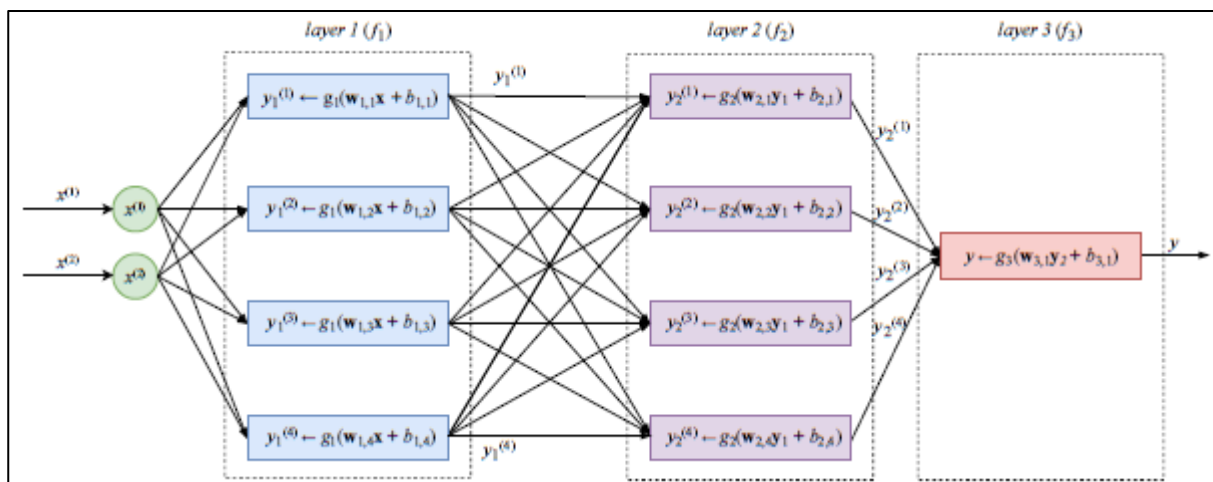 layer 1 (f₁)
layer 2 (f₂)
layer 3 (f₃)
y₁⁽¹⁾ ← g₁(w₁,₁x + b₁,₁)
y₁⁽¹⁾
y₂⁽¹⁾ ← g₂(w₂,₁y₁ + b₂,₁)
y₂⁽¹⁾
x⁽¹⁾
x⁽¹⁾
y₁⁽²⁾ ← g₁(w₁,₂x + b₁,₂)
y₂⁽²⁾ ← g₂(w₂,₂y₁ + b₂,₂)
y₂⁽²⁾
x⁽²⁾
x⁽²⁾
y ← g₃(w₃,₁y₂ + b₃,₁)
y
y₂⁽³⁾
y₁⁽³⁾ ← g₁(w₁,₃x + b₁,₃)
y₂⁽³⁾ ← g₂(w₂,₃y₁ + b₂,₃)
y₂⁽⁴⁾
y₁⁽⁴⁾ ← g₁(w₁,₄x + b₁,₄)
y₁⁽⁴⁾
y₂⁽⁴⁾ ← g₂(w₂,₄y₁ + b₂,₄)